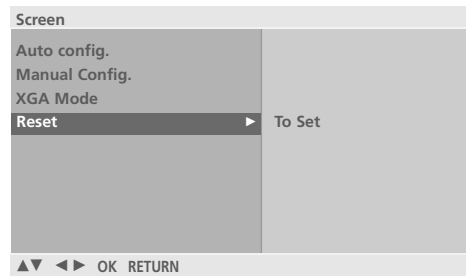 Screen
Auto config.
Manual Config.
XGA Mode
Reset ► To Set
▲▼ ◄► OK RETURN